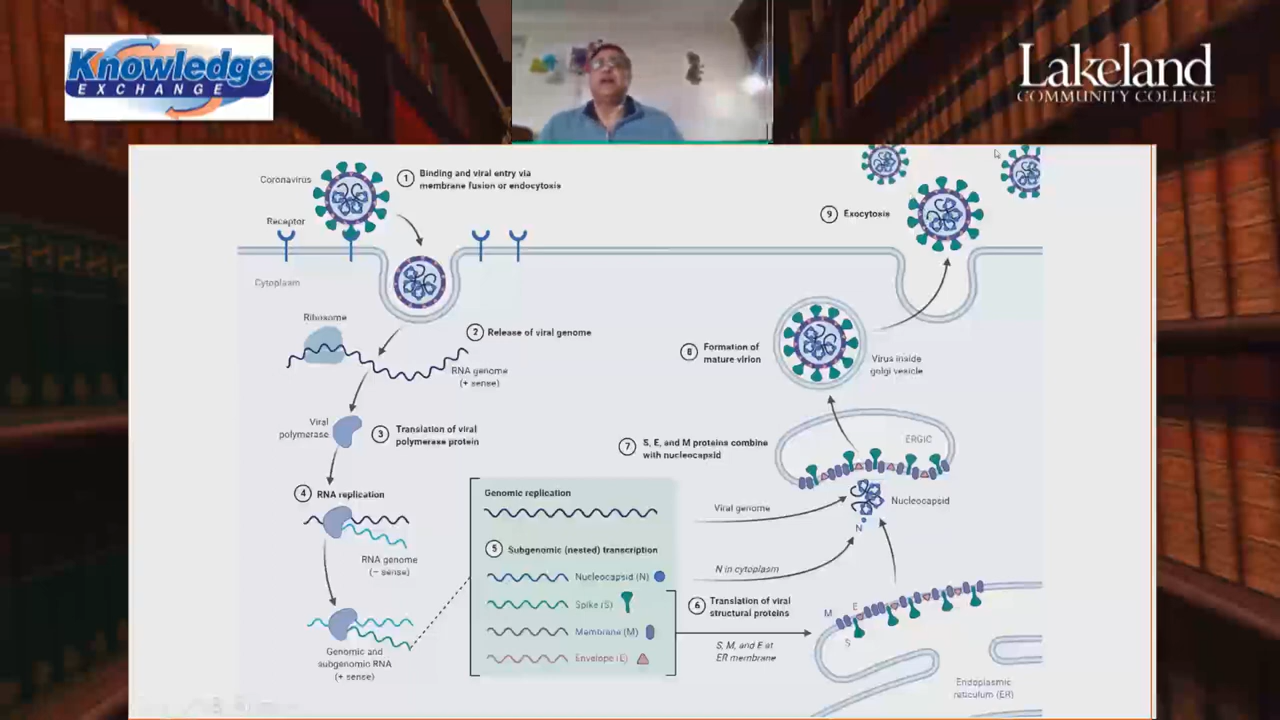 Knowledge
EXCHANGE
Lakeland
COMMUNITY COLLEGE
Coronavirus
1 Binding and viral entry via
membrane fusion or endocytosis
Receptor
Cytoplasm
Ribosome
2 Release of viral genome
RNA genome
(+ sense)
Viral
polymerase
3 Translation of viral
polymerase protein
4 RNA replication
RNA genome
(− sense)
Genomic and
subgenomic RNA
(+ sense)
Genomic replication
5 Subgenomic (nested) transcription
Nucleocapsid (N)
Spike (S)
Membrane (M)
Envelope (E)
Viral genome
N in cytoplasm
6 Translation of viral
structural proteins
S, M, and E at
ER membrane
M
E
S
Endoplasmic
reticulum (ER)
7 S, E, and M proteins combine
with nucleocapsid
ERGIC
Nucleocapsid
N
8 Formation of
mature virion
Virus inside
golgi vesicle
9 Exocytosis